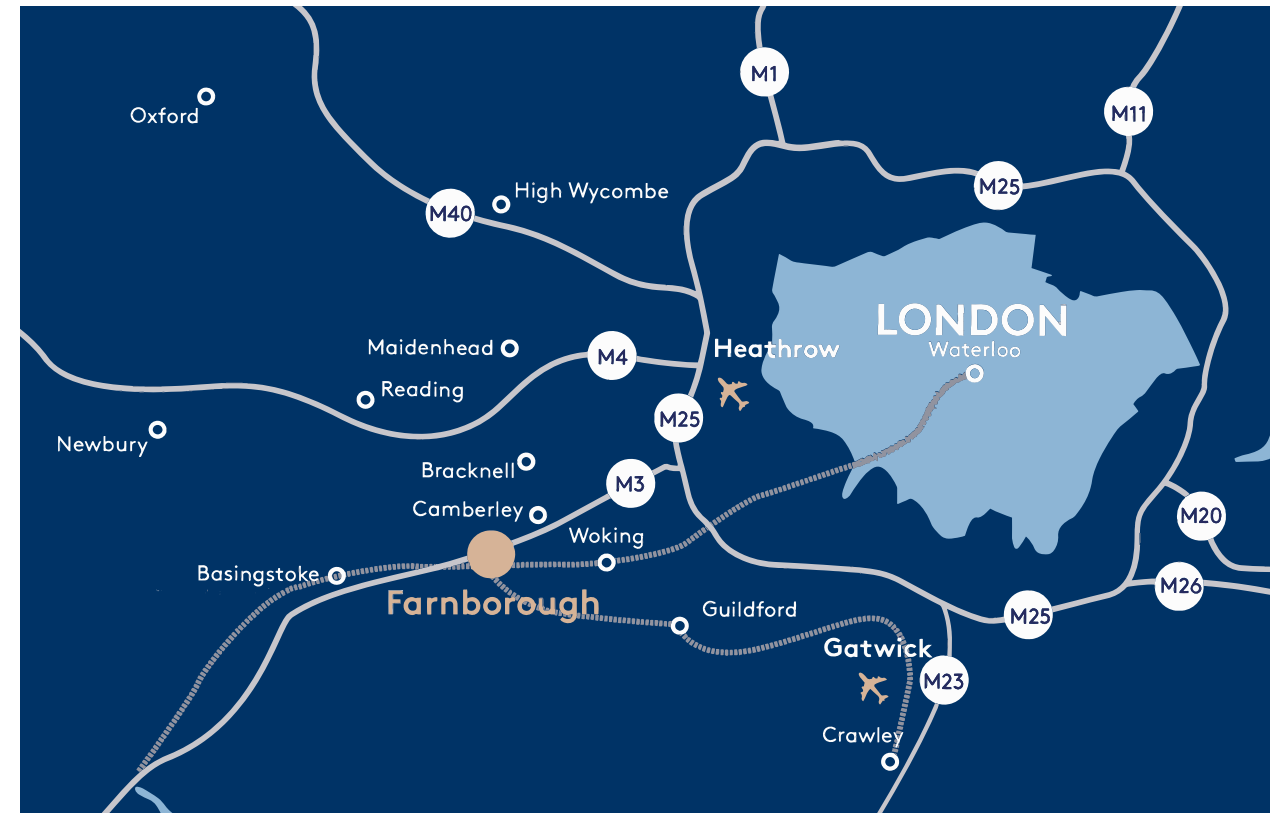 M1
Oxford
M11
M25
High Wycombe
M40
LONDON
Waterloo
Maidenhead
M4
Heathrow
Reading
M25
Newbury
Bracknell
M3
Camberley
M20
Woking
Basingstoke
M26
Farnborough
Guildford
M25
Gatwick
M23
Crawley